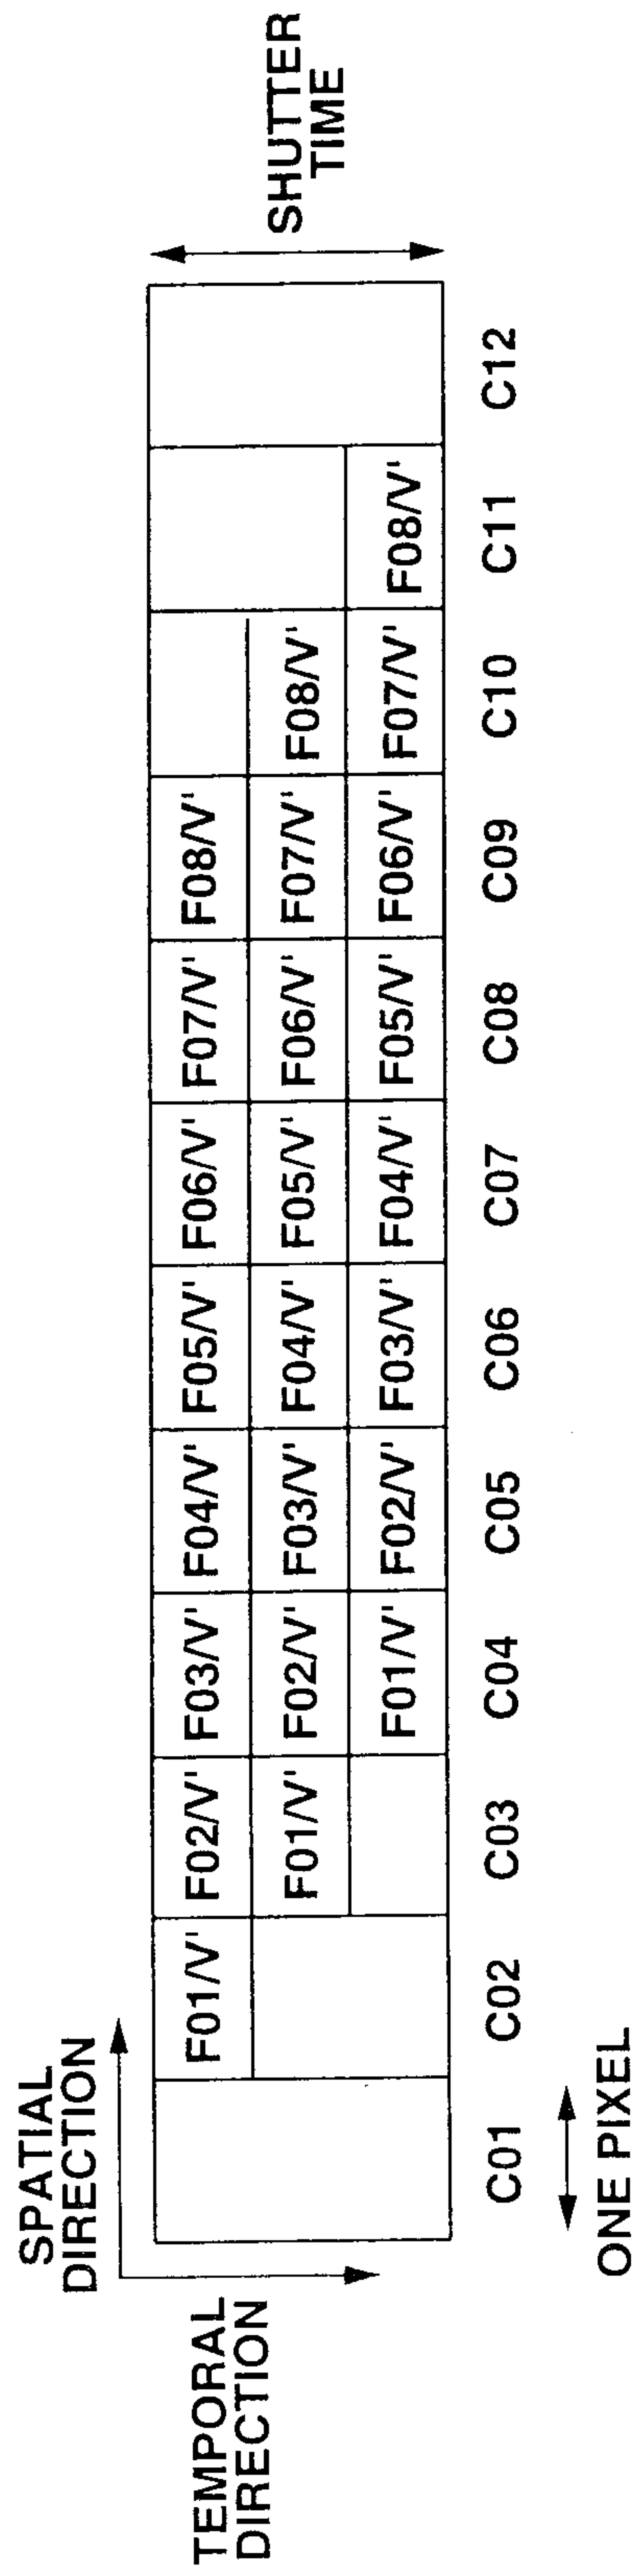 SPATIAL
DIRECTION
TEMPORAL
DIRECTION
SHUTTER
TIME
F01/V' F02/V' F03/V' F04/V' F05/V' F06/V' F07/V' F08/V'
F01/V' F02/V' F03/V' F04/V' F05/V' F06/V' F07/V' F08/V'
F01/V' F02/V' F03/V' F04/V' F05/V' F06/V' F07/V' F08/V'
C01 C02 C03 C04 C05 C06 C07 C08 C09 C10 C11 C12
ONE PIXEL